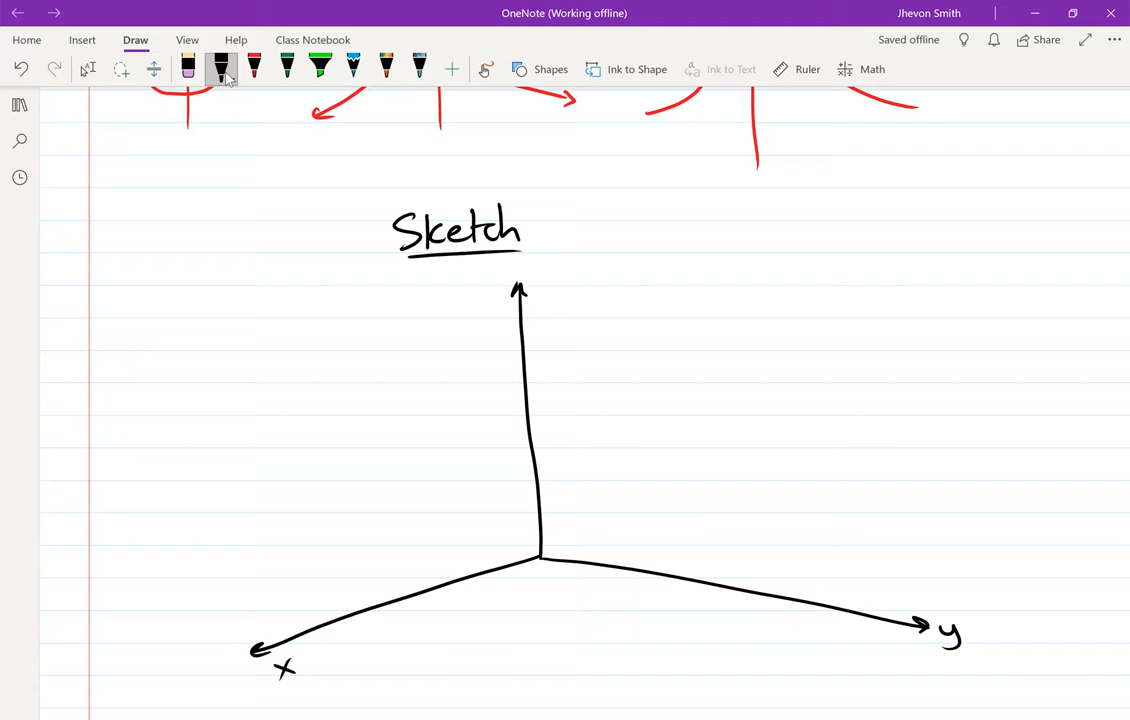 OneNote (Working offline)
Jhevon Smith
Home Insert Draw View Help Class Notebook
Saved offline Share
Shapes Ink to Shape Ink to Text Ruler Math
Sketch
y
x